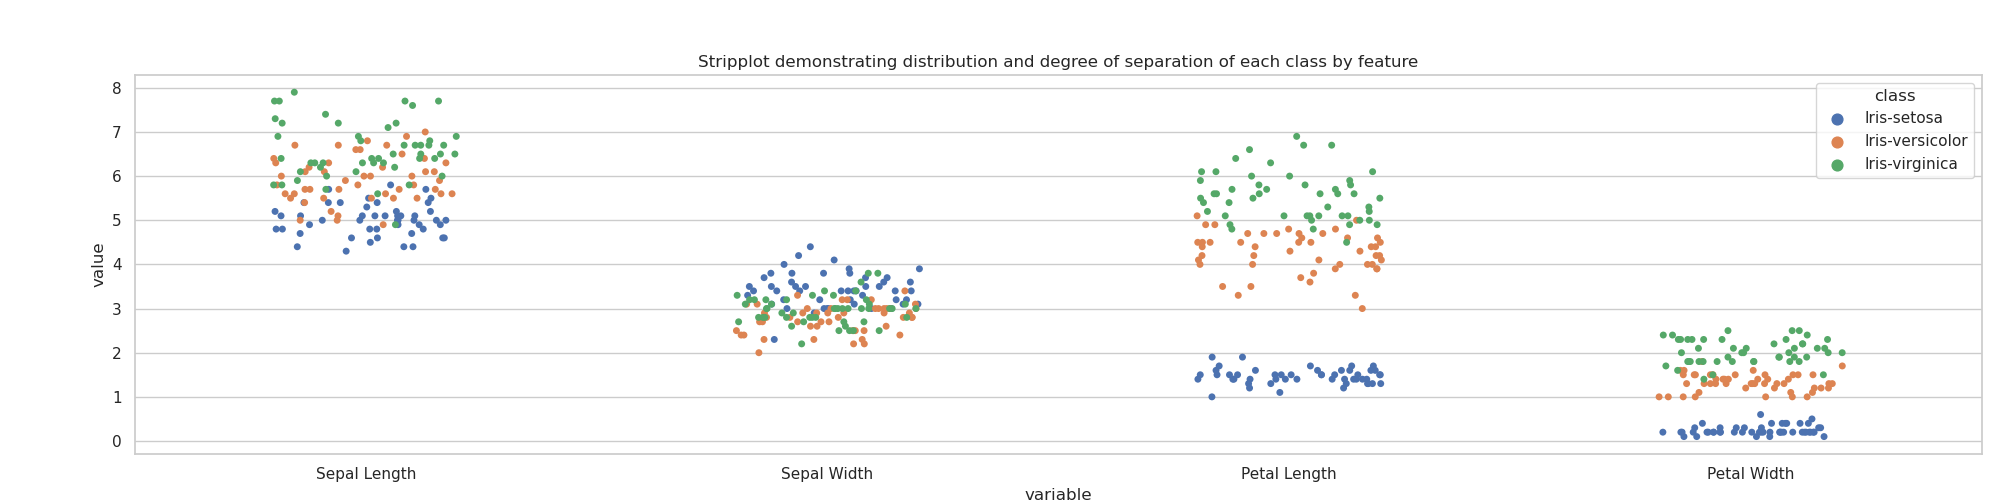 Stripplot demonstrating distribution and degree of separation of each class by feature
value
8
7
6
5
4
3
2
1
0
class
Iris-setosa
Iris-versicolor
Iris-virginica
Sepal Length
Sepal Width
Petal Length
Petal Width
variable